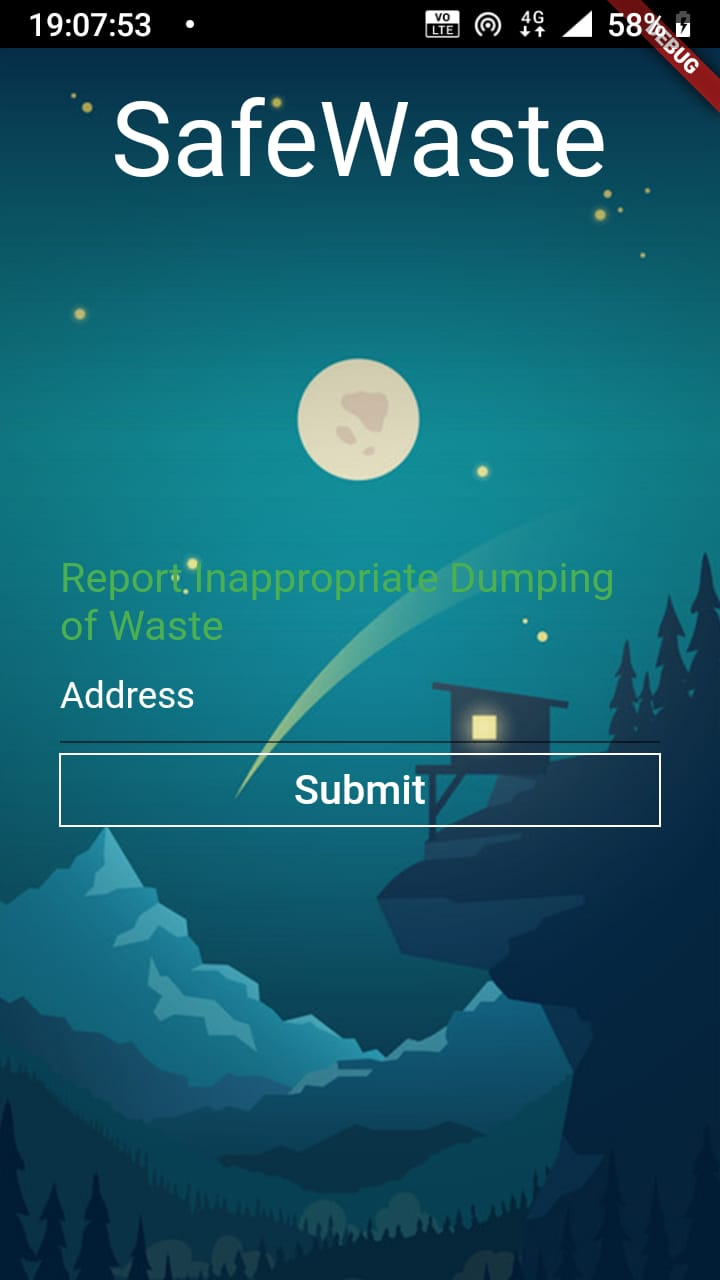 19:07:53 VO LTE 4G 58%
DEBUG
SafeWaste
Report Inappropriate Dumping
of Waste
Address
Submit